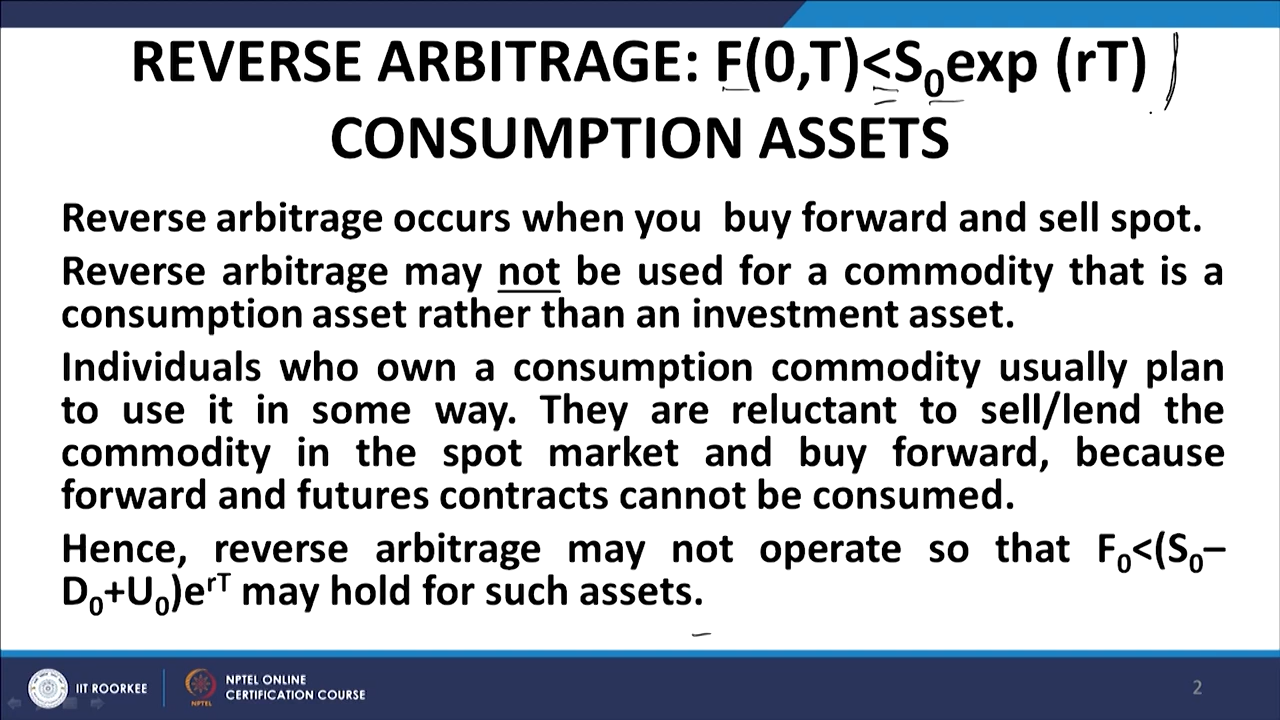 REVERSE ARBITRAGE: F(0,T)<S₀exp (rT)
CONSUMPTION ASSETS
Reverse arbitrage occurs when you buy forward and sell spot.
Reverse arbitrage may not be used for a commodity that is a
consumption asset rather than an investment asset.
Individuals who own a consumption commodity usually plan
to use it in some way. They are reluctant to sell/lend the
commodity in the spot market and buy forward, because
forward and futures contracts cannot be consumed.
Hence, reverse arbitrage may not operate so that F₀<(S₀–
D₀+U₀)eʳᵀ may hold for such assets.
IIT ROORKEE
NPTEL ONLINE
CERTIFICATION COURSE
NPTEL
2